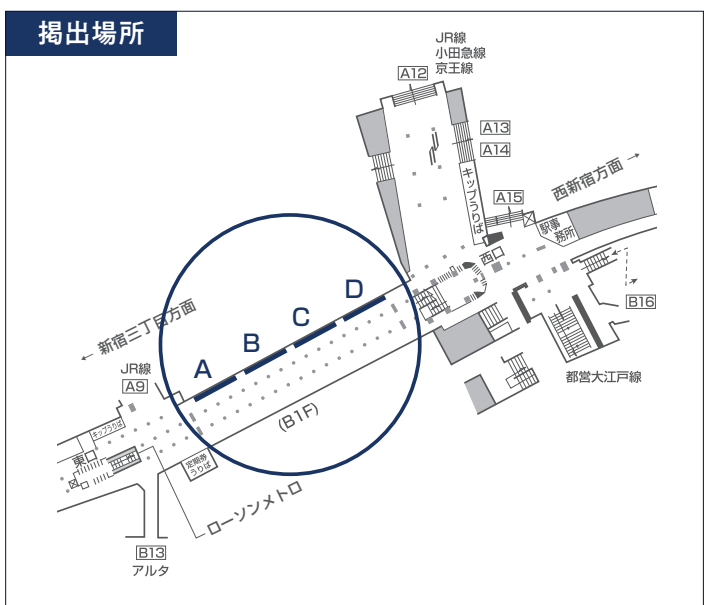 掲出場所
JR線
小田急線
京王線
A12
A13
A14
キップうりば
A15
西新宿方面 →
駅事
務所
西口
B16
都営大江戸線
← 新宿三丁目方面
A
B
C
D
JR線
A9
キップうりば
東口
(B1F)
定期券
うりば
ローソンメトロ
B13
アルタ